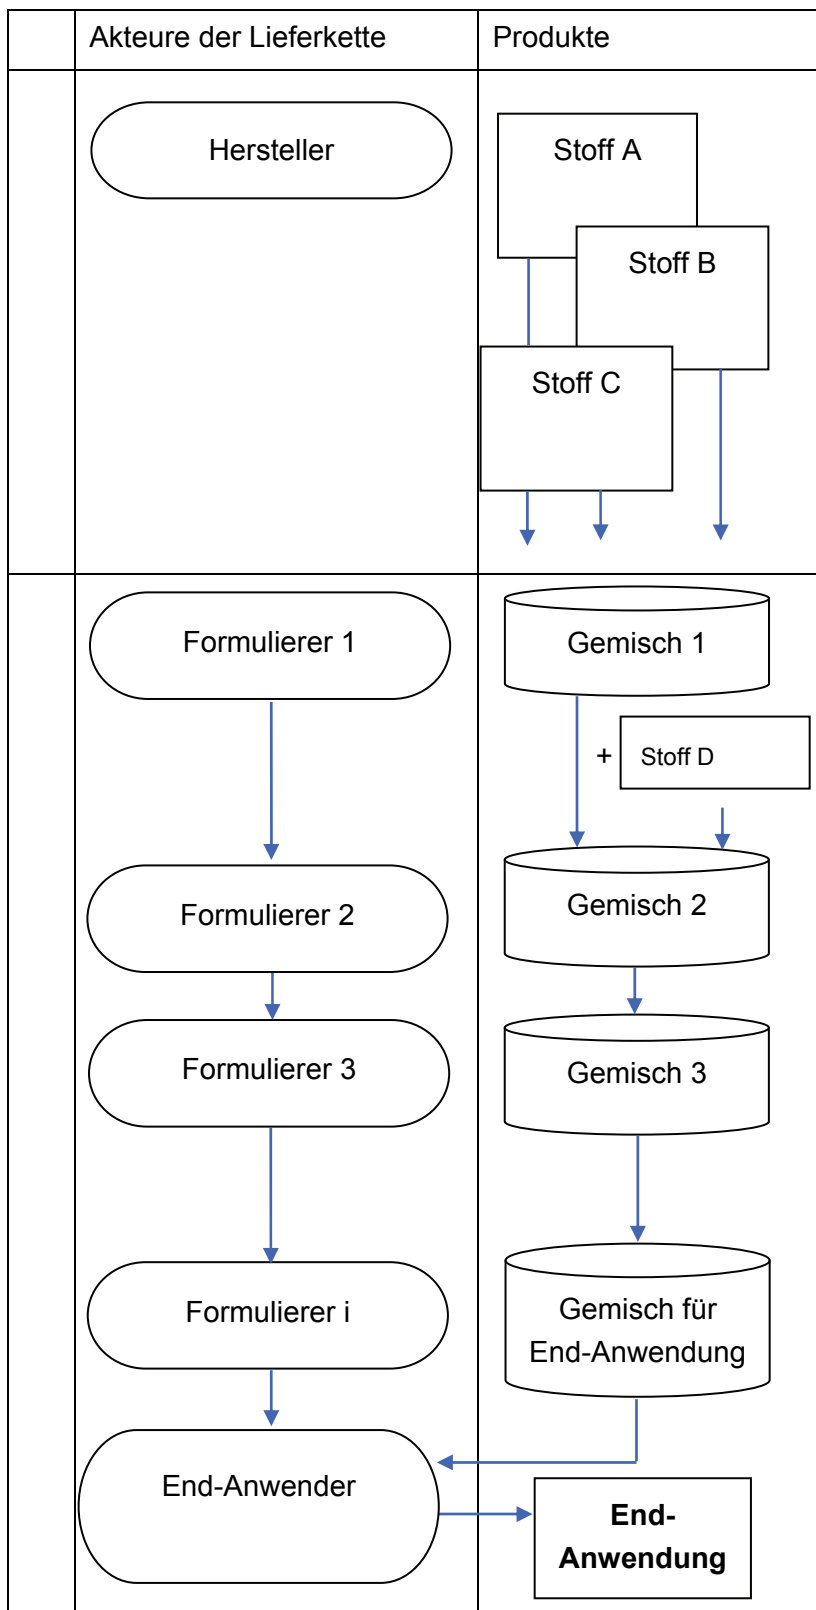 Akteure der Lieferkette
Produkte
Hersteller
Stoff A
Stoff B
Stoff C
Formulierer 1
Gemisch 1
+
Stoff D
Formulierer 2
Gemisch 2
Formulierer 3
Gemisch 3
Formulierer i
Gemisch für
End-Anwendung
End-Anwender
End-
Anwendung